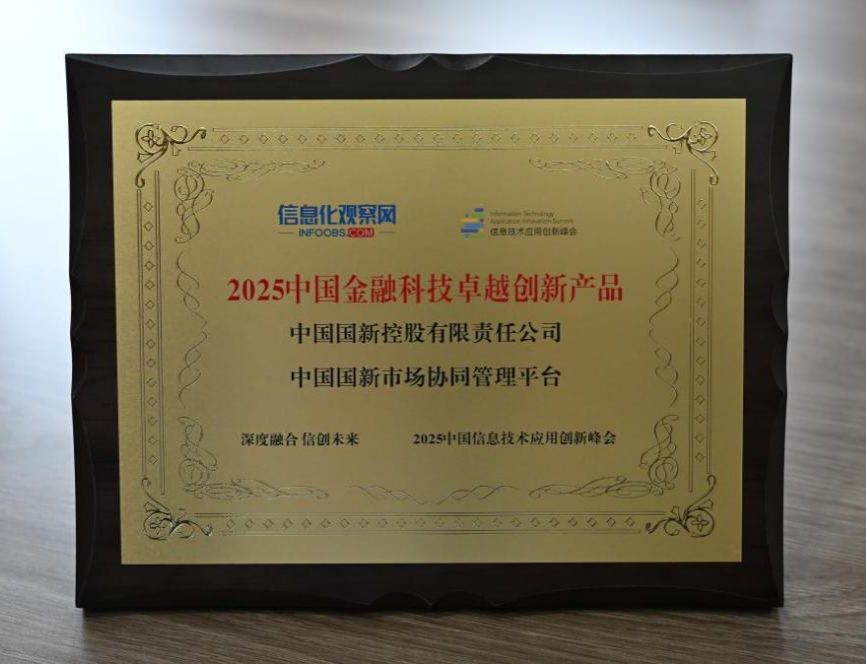 信息化观察网
INFOOBS.COM
Information Technology
Application Innovation Summit
信息技术应用创新峰会
2025中国金融科技卓越创新产品
中国国新控股有限责任公司
中国国新市场协同管理平台
深度融合 信创未来
2025中国信息技术应用创新峰会